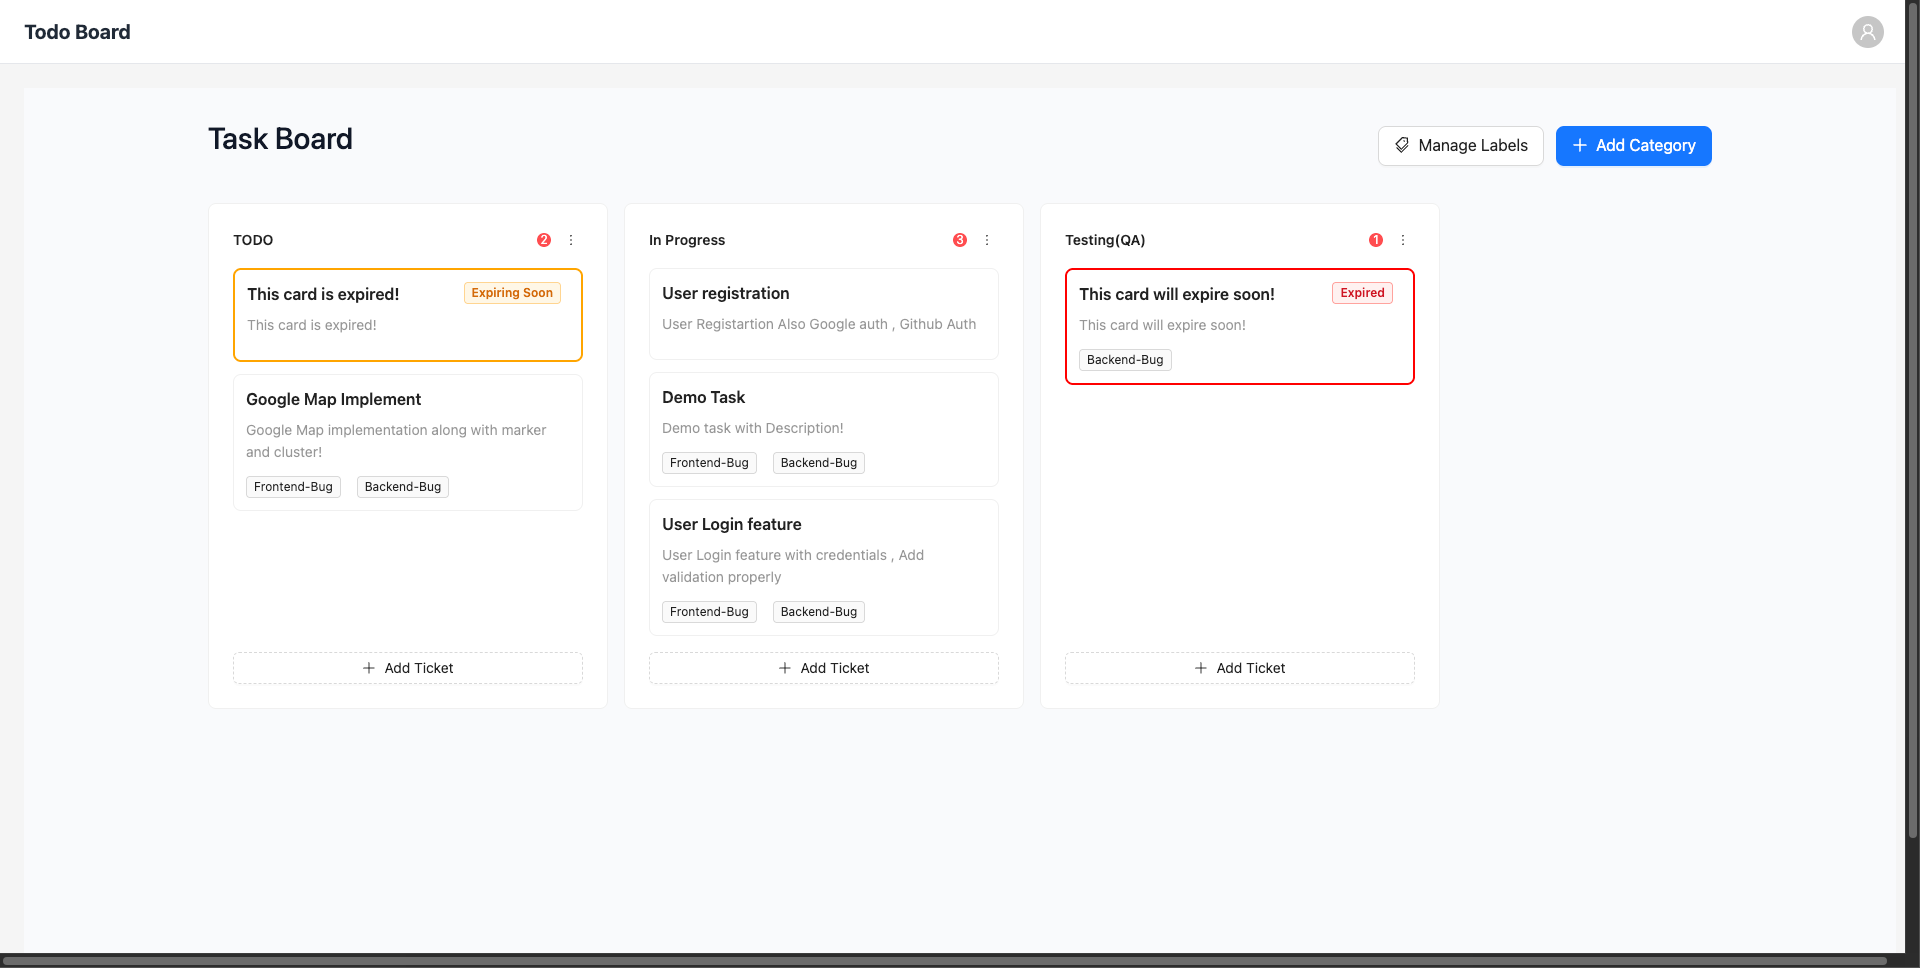 Todo Board
Task Board
Manage Labels
Add Category
TODO
2
This card is expired!
Expiring Soon
This card is expired!
Google Map Implement
Google Map implementation along with marker
and cluster!
Frontend-Bug
Backend-Bug
Add Ticket
In Progress
3
User registration
User Registartion Also Google auth , Github Auth
Demo Task
Demo task with Description!
Frontend-Bug
Backend-Bug
User Login feature
User Login feature with credentials , Add
validation properly
Frontend-Bug
Backend-Bug
Add Ticket
Testing(QA)
1
This card will expire soon!
Expired
This card will expire soon!
Backend-Bug
Add Ticket